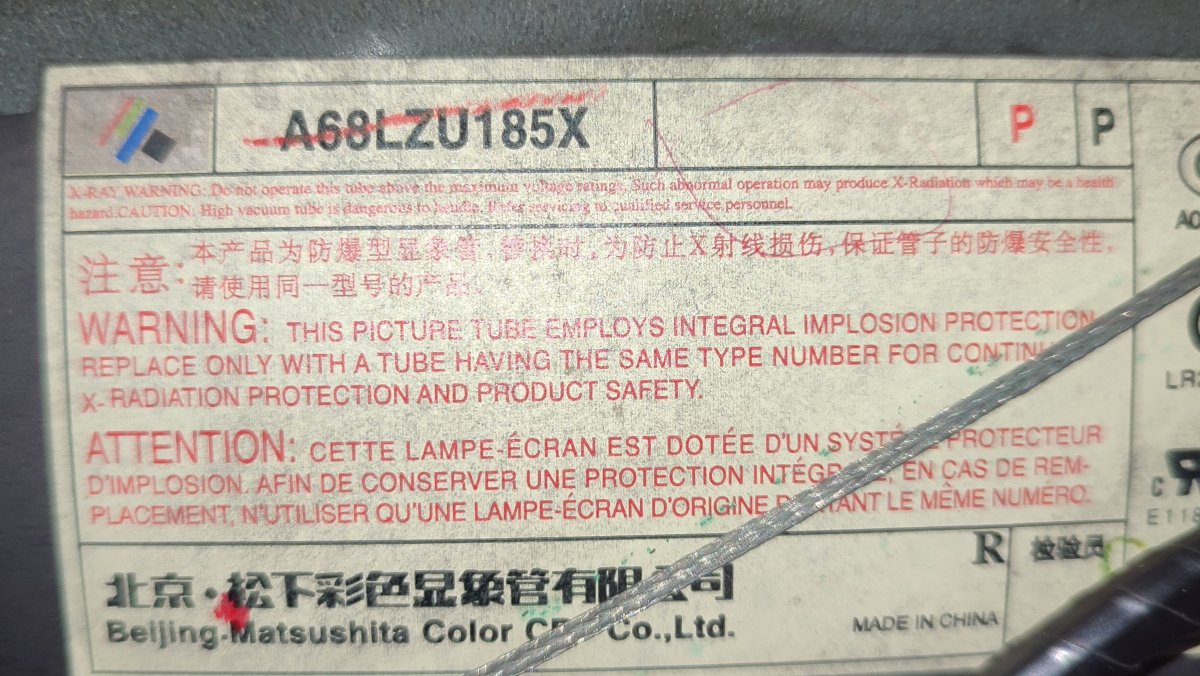 A68LZU185X
P P
X-RAY WARNING: Do not operate this tube above the maximum voltage ratings. Such abnormal operation may produce X-Radiation which may be a health
hazard.CAUTION: High vacuum tube is dangerous to handle. Refer servicing to qualified service personnel.
注意: 本产品为防爆型显象管,替换时,为防止X射线损伤,保证管子的防爆安全性,
请使用同一型号的产品。
WARNING: THIS PICTURE TUBE EMPLOYS INTEGRAL IMPLOSION PROTECTION
REPLACE ONLY WITH A TUBE HAVING THE SAME TYPE NUMBER FOR
X-RADIATION PROTECTION AND PRODUCT SAFETY.
ATTENTION: CETTE LAMPE-ÉCRAN EST DOTÉE D'UN SYSTÈME PROTECTEUR
D'IMPLOSION. AFIN DE CONSERVER UNE PROTECTION EN CAS DE REM-
PLACEMENT, N'UTILISER QU'UNE LAMPE-ÉCRAN D'ORIGINE PORTANT LE MÊME NUMÉRO.
R 检验员
北京·松下彩色显象管有限公司
Beijing-Matsushita Color CRT Co.,Ltd.
MADE IN CHINA